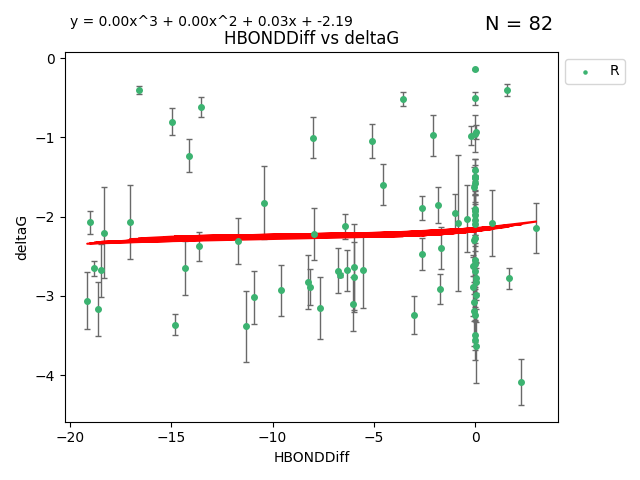 y = 0.00x^3 + 0.00x^2 + 0.03x + -2.19
N = 82
HBONDDiff vs deltaG
R
0
−1
−2
−3
−4
deltaG
−20
−15
−10
−5
0
HBONDDiff